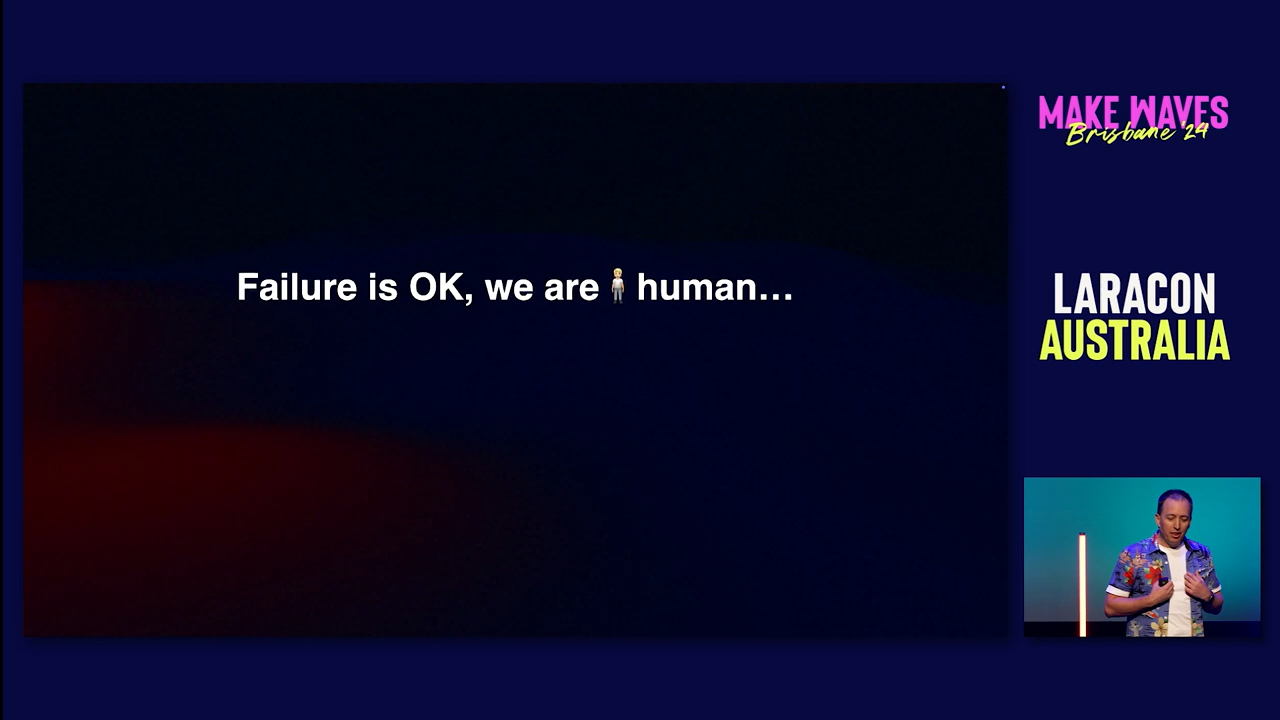 Failure is OK, we are 🧍🏼 human…
MAKE WAVES
Brisbane '24
LARACON
AUSTRALIA